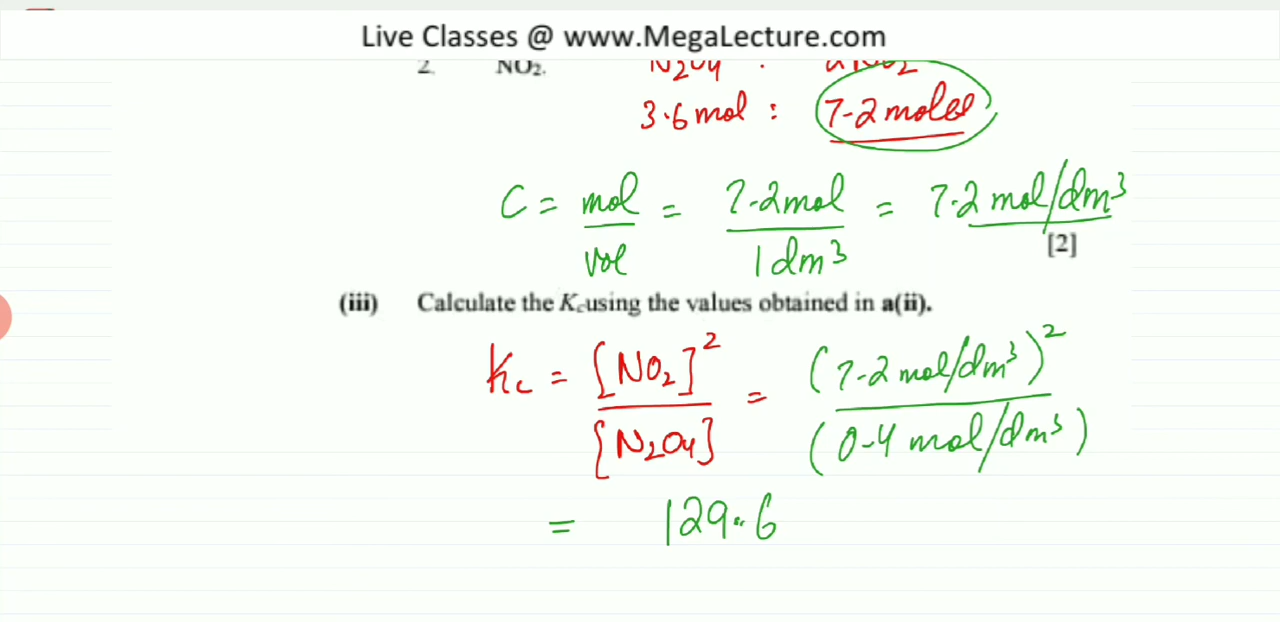 Live Classes @ www.MegaLecture.com
2. NO₂.
3.6 mol : 7.2 moles
C = mol/vol = 7.2 mol/1 dm³ = 7.2 mol/dm³
[2]
(iii) Calculate the Kc using the values obtained in a(ii).
Kc = [NO₂]²/[N₂O₄] = (7.2 mol/dm³)²/(0.4 mol/dm³)
= 129.6